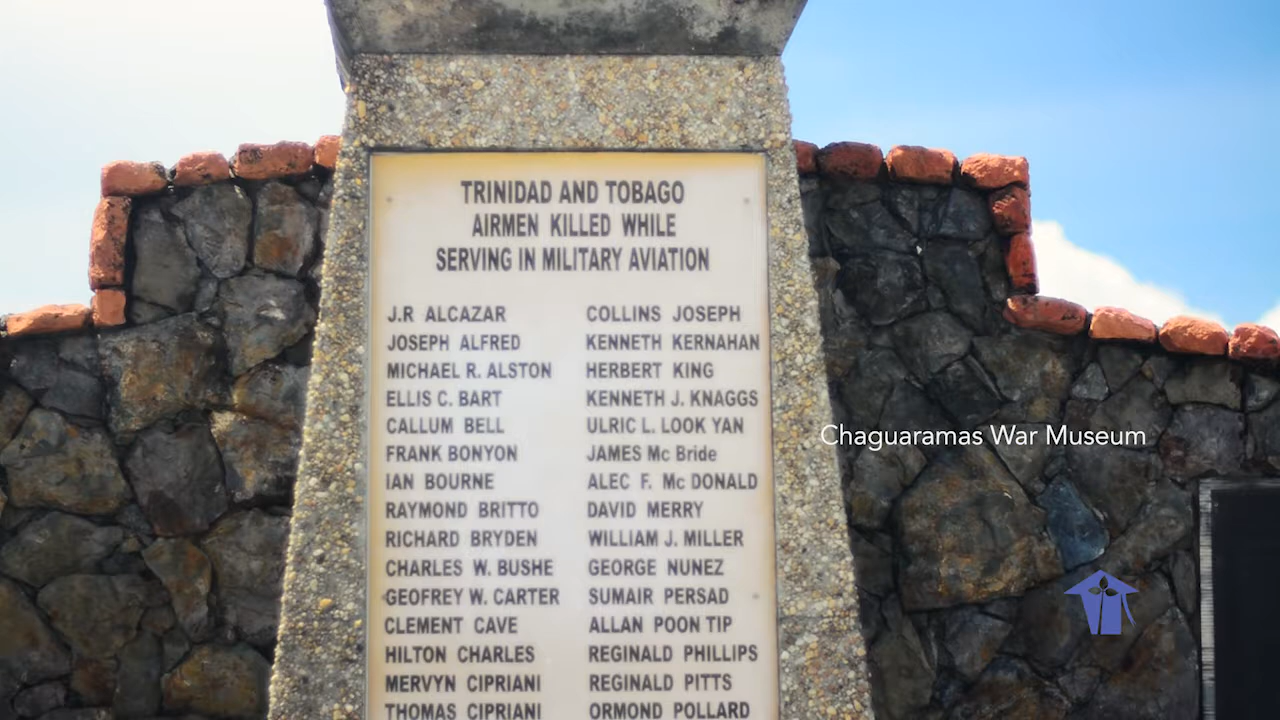 TRINIDAD AND TOBAGO
AIRMEN KILLED WHILE
SERVING IN MILITARY AVIATION
J.R ALCAZAR
JOSEPH ALFRED
MICHAEL R. ALSTON
ELLIS C. BART
CALLUM BELL
FRANK BONYON
IAN BOURNE
RAYMOND BRITTO
RICHARD BRYDEN
CHARLES W. BUSHE
GEOFREY W. CARTER
CLEMENT CAVE
HILTON CHARLES
MERVYN CIPRIANI
THOMAS CIPRIANI
COLLINS JOSEPH
KENNETH KERNAHAN
HERBERT KING
KENNETH J. KNAGGS
ULRIC L. LOOK YAN
JAMES Mc Bride
ALEC F. Mc DONALD
DAVID MERRY
WILLIAM J. MILLER
GEORGE NUNEZ
SUMAIR PERSAD
ALLAN POON TIP
REGINALD PHILLIPS
REGINALD PITTS
ORMOND POLLARD
Chaguaramas War Museum